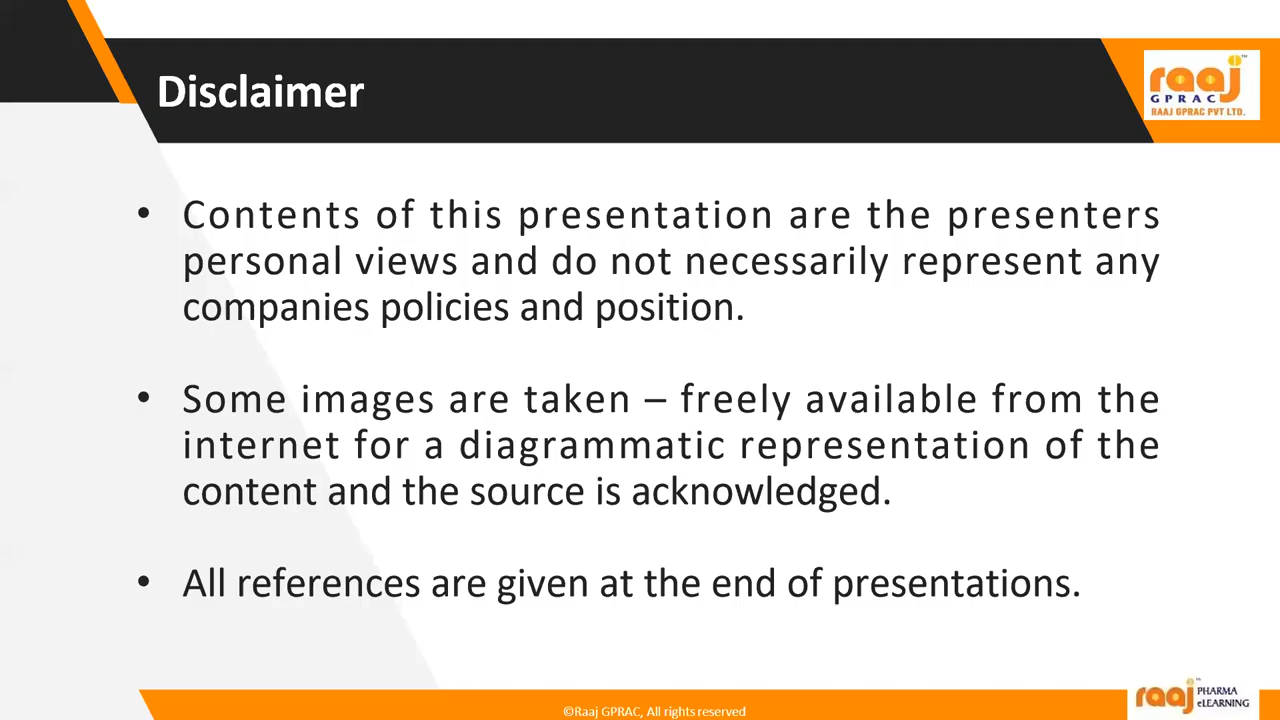 Disclaimer
raaj™
GPRAC
RAAJ GPRAC PVT LTD.
• Contents of this presentation are the presenters
personal views and do not necessarily represent any
companies policies and position.
• Some images are taken – freely available from the
internet for a diagrammatic representation of the
content and the source is acknowledged.
• All references are given at the end of presentations.
©Raaj GPRAC, All rights reserved
raaj™ PHARMA
eLEARNING